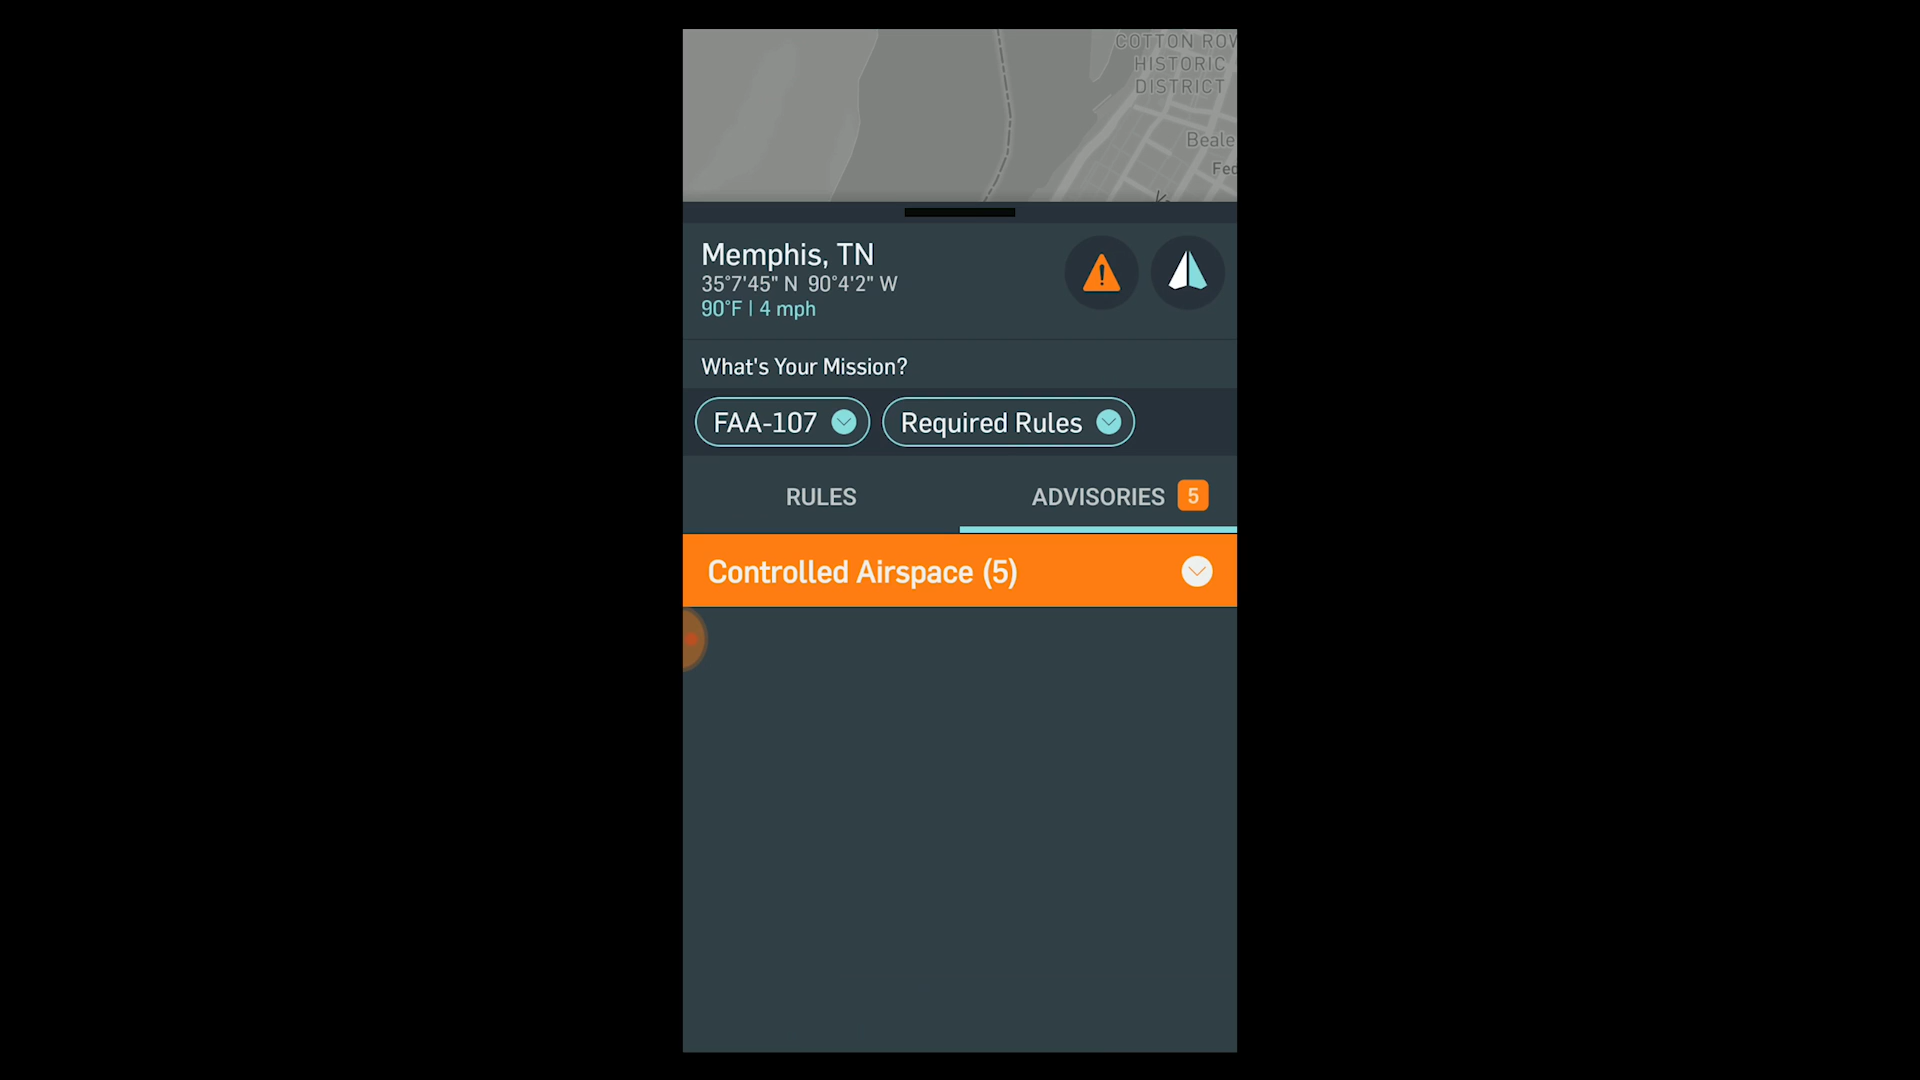 COTTON ROW
HISTORIC
DISTRICT
Beale
Fed
Memphis, TN
35°7'45" N 90°4'2" W
90°F | 4 mph
What's Your Mission?
FAA-107
Required Rules
RULES
ADVISORIES 5
Controlled Airspace (5)